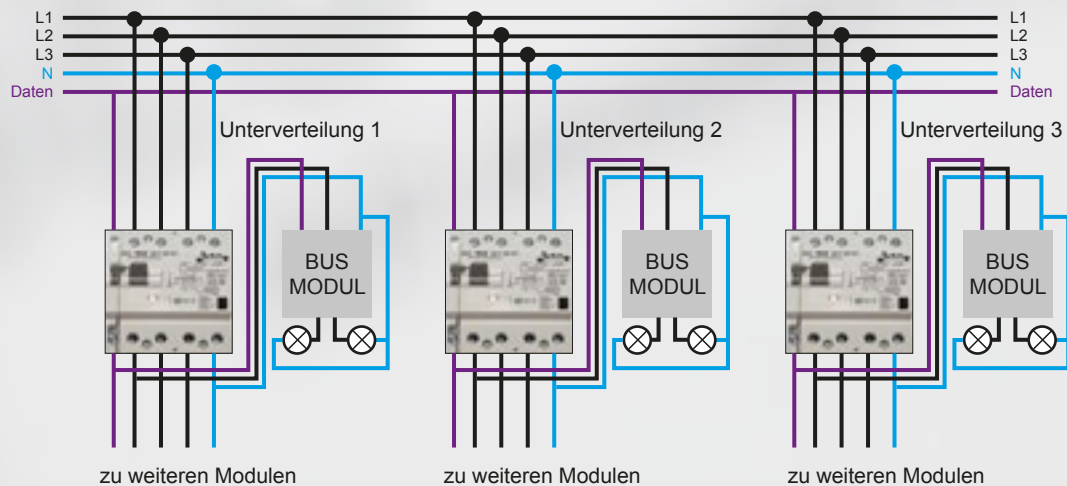 L1 L1
L2 L2
L3 L3
N N
Daten Daten
Unterverteilung 1 Unterverteilung 2 Unterverteilung 3
BUS BUS BUS
MODUL MODUL MODUL
zu weiteren Modulen zu weiteren Modulen zu weiteren Modulen